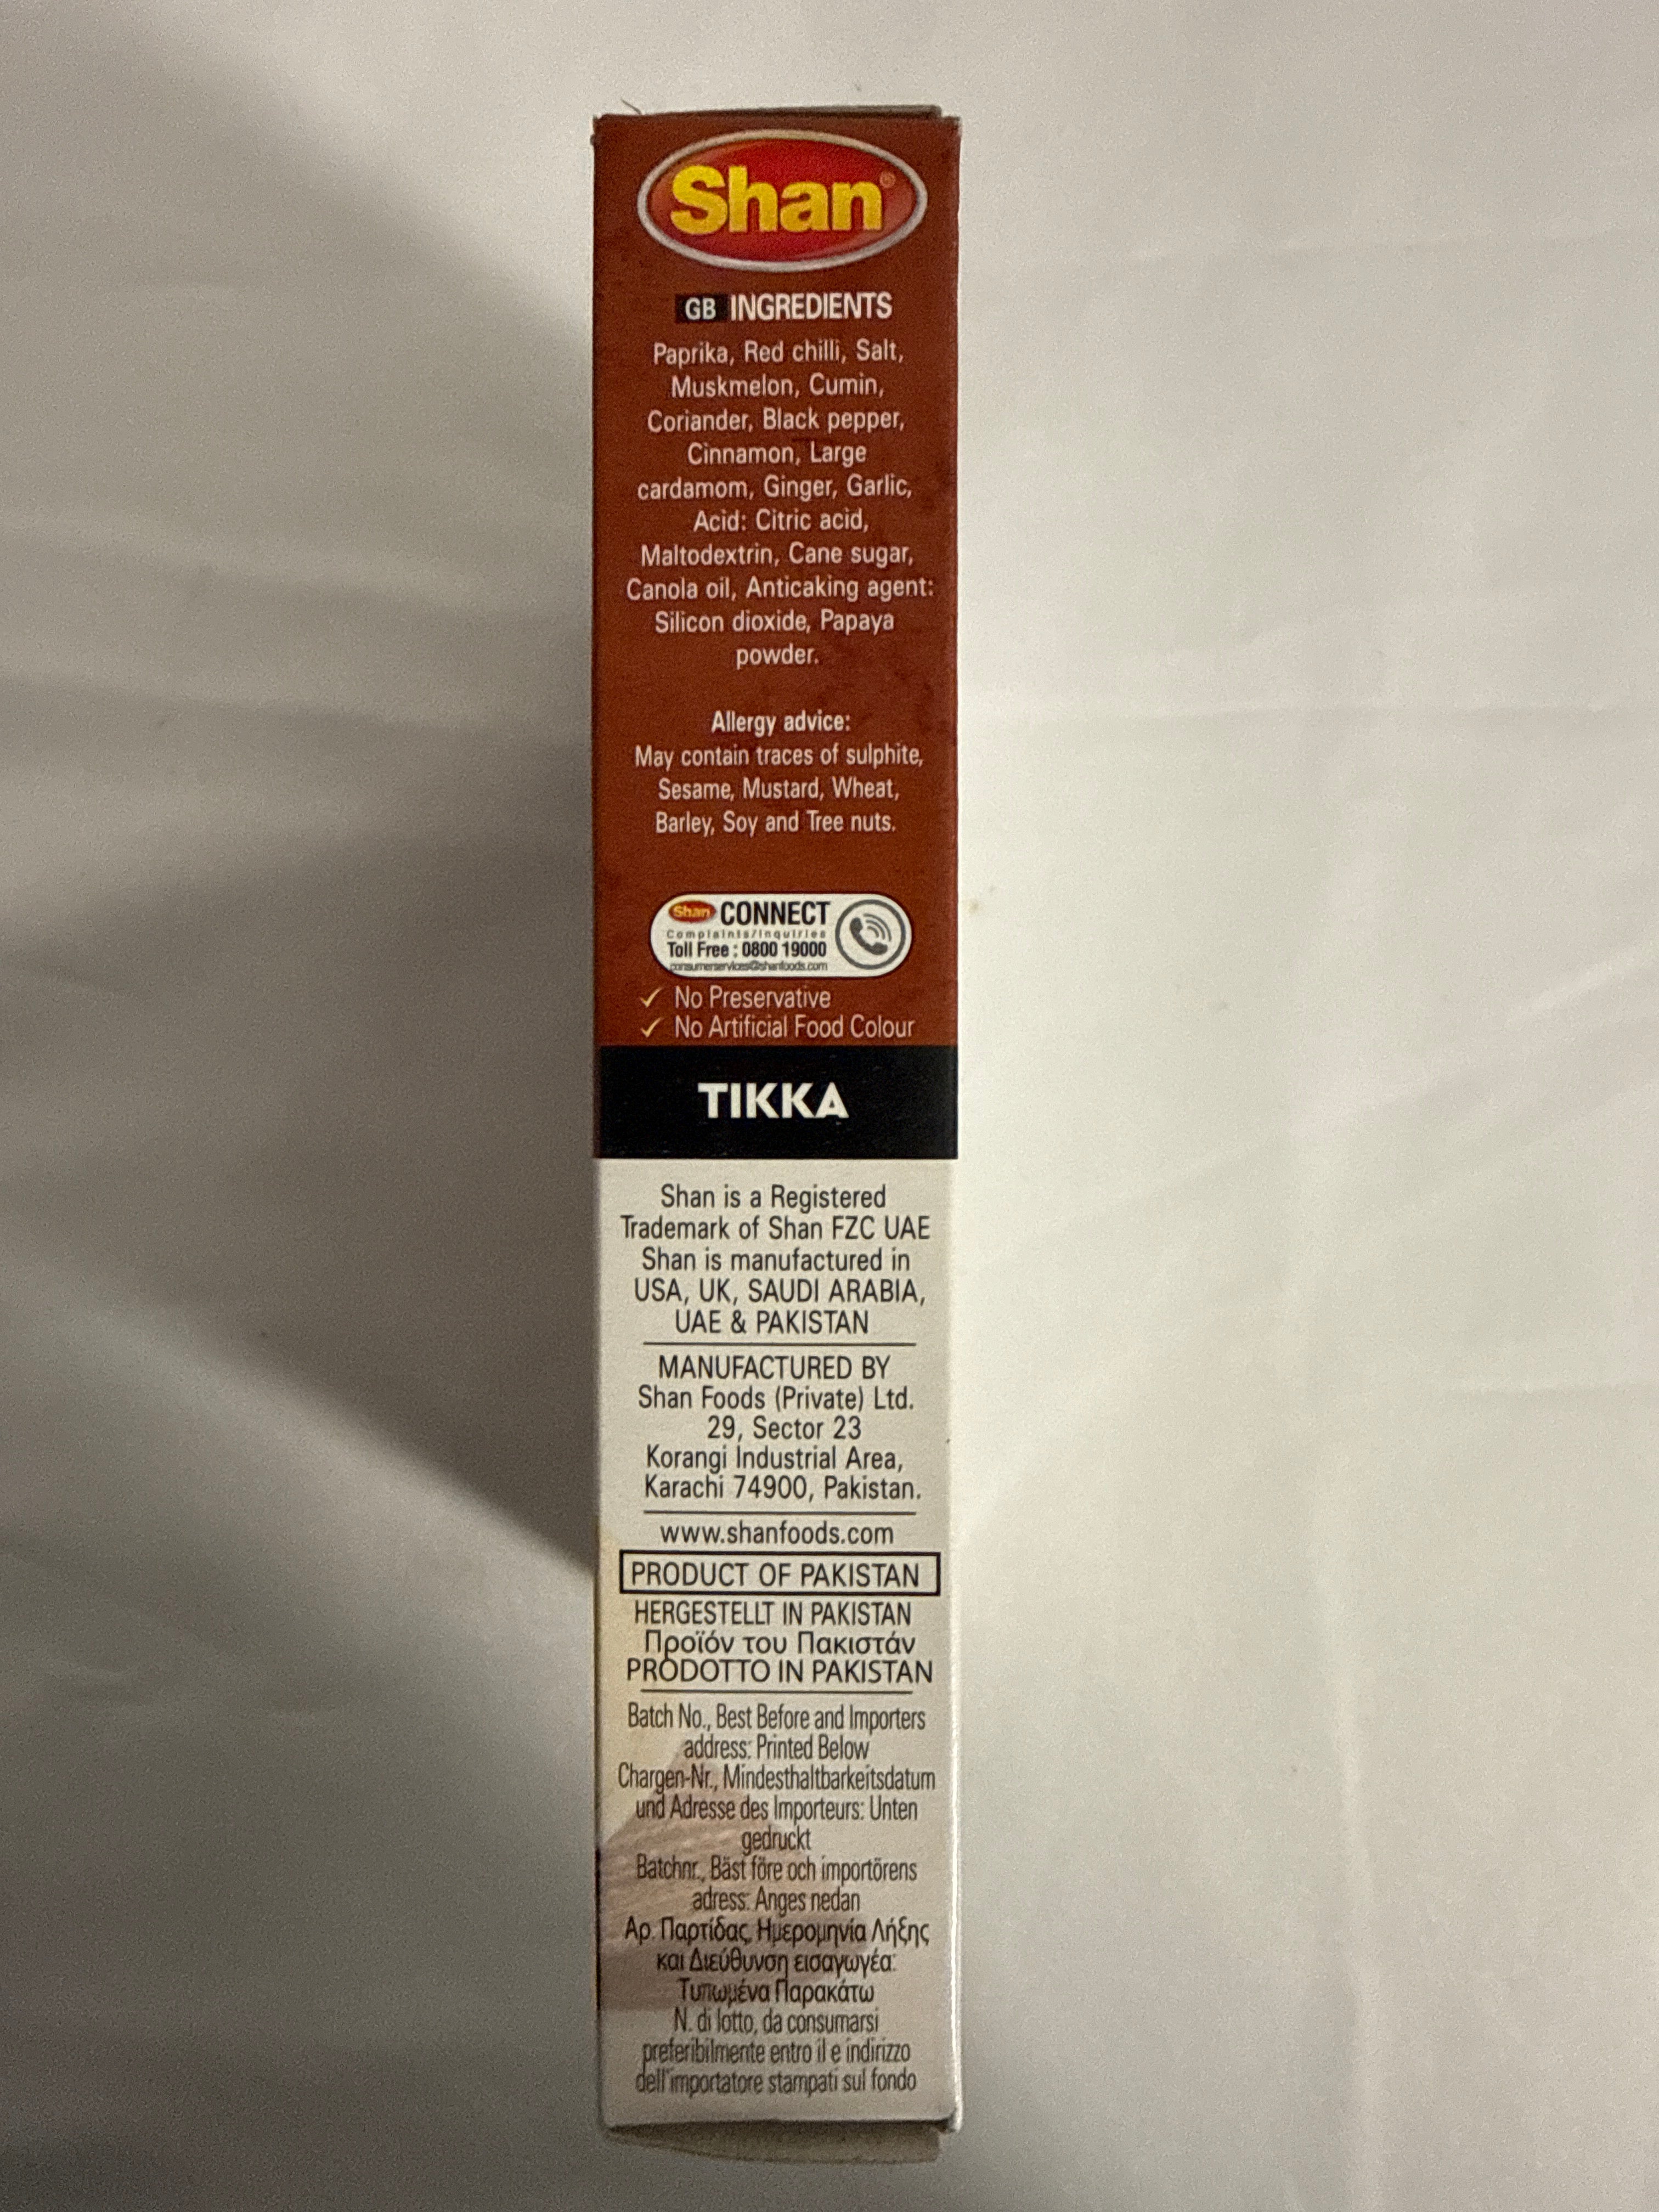 Shan®
GB INGREDIENTS
Paprika, Red chilli, Salt,
Muskmelon, Cumin,
Coriander, Black pepper,
Cinnamon, Large
cardamom, Ginger, Garlic,
Acid: Citric acid,
Maltodextrin, Cane sugar,
Canola oil, Anticaking agent:
Silicon dioxide, Papaya
powder.
Allergy advice:
May contain traces of sulphite,
Sesame, Mustard, Wheat,
Barley, Soy and Tree nuts.
Shan CONNECT
Complaints/Inquiries
Toll Free : 0800 19000
consumerservices@shanfoods.com
✓ No Preservative
✓ No Artificial Food Colour
TIKKA
Shan is a Registered
Trademark of Shan FZC UAE
Shan is manufactured in
USA, UK, SAUDI ARABIA,
UAE & PAKISTAN
MANUFACTURED BY
Shan Foods (Private) Ltd.
29, Sector 23
Korangi Industrial Area,
Karachi 74900, Pakistan.
www.shanfoods.com
PRODUCT OF PAKISTAN
HERGESTELLT IN PAKISTAN
Προϊόν του Πακιστάν
PRODOTTO IN PAKISTAN
Batch No., Best Before and Importers
address: Printed Below
Chargen-Nr., Mindesthaltbarkeitsdatum
und Adresse des Importeurs: Unten
gedruckt
Batchnr., Bäst före och importörens
adress: Anges nedan
Αρ. Παρτίδας, Ημερομηνία Λήξης
και Διεύθυνση εισαγωγέα:
Τυπωμένα Παρακάτω
N. di lotto, da consumarsi
preferibilmente entro il e indirizzo
dell'importatore stampati sul fondo